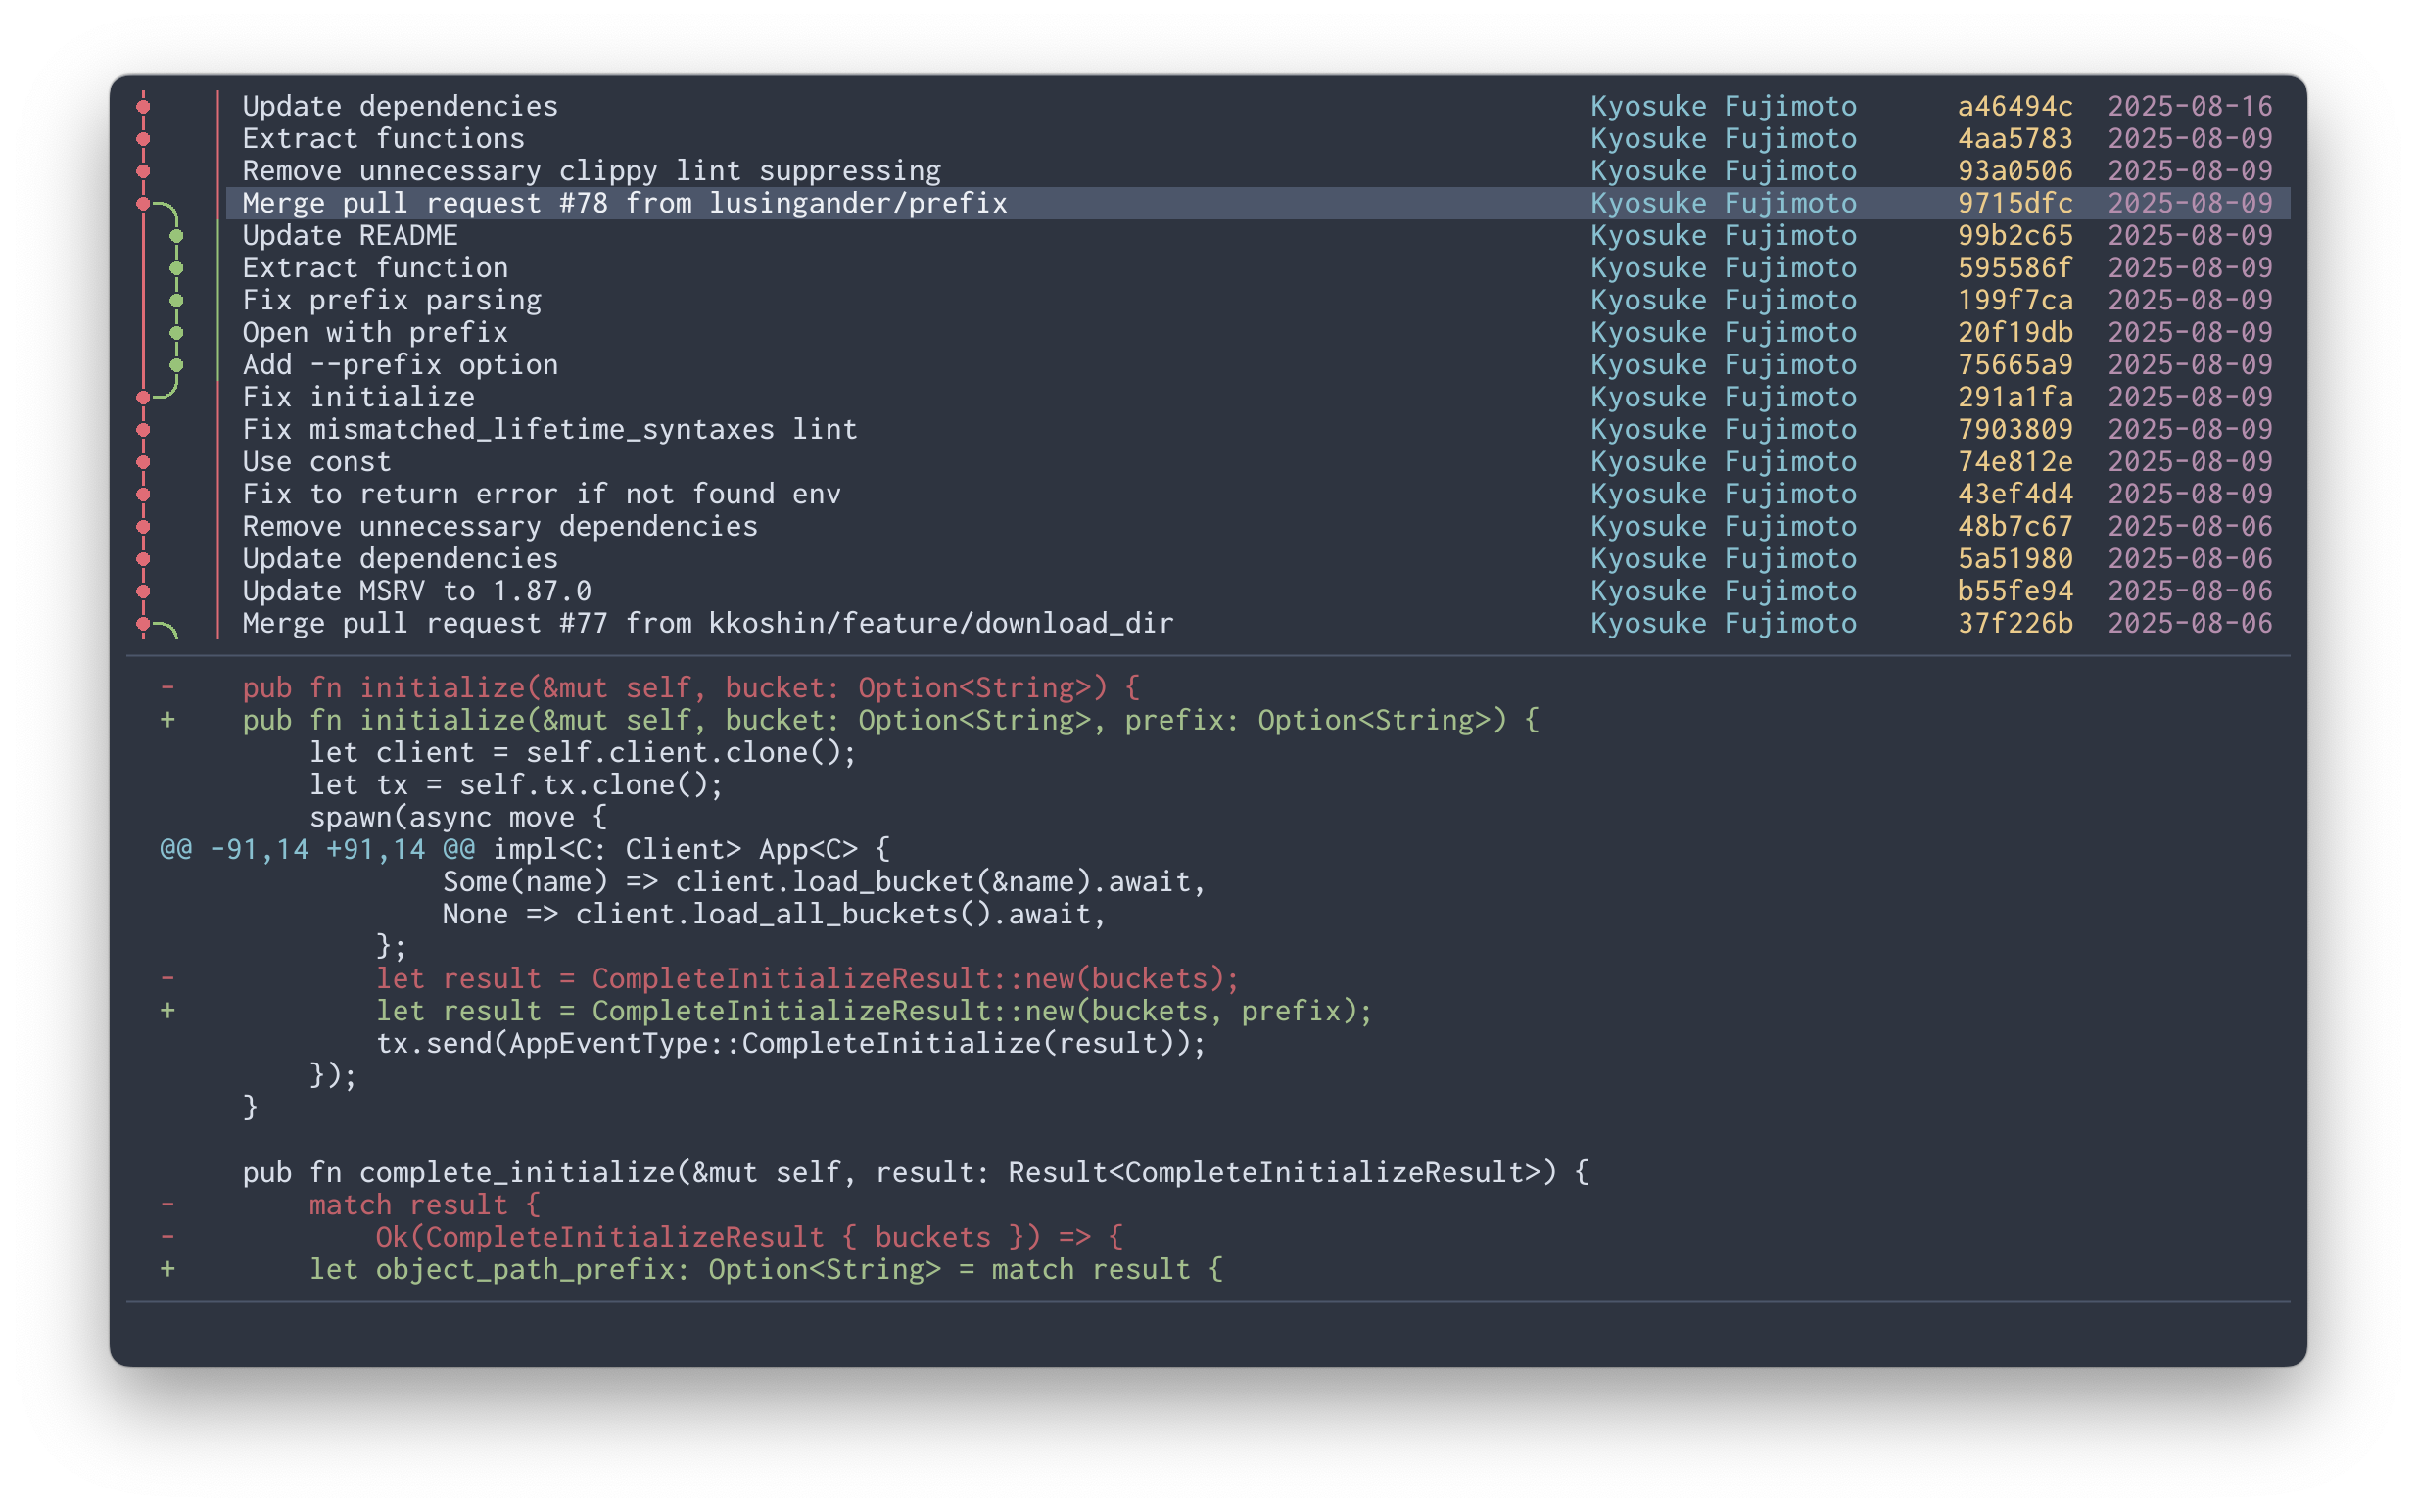 Update dependencies Kyosuke Fujimoto a46494c 2025-08-16
Extract functions Kyosuke Fujimoto 4aa5783 2025-08-09
Remove unnecessary clippy lint suppressing Kyosuke Fujimoto 93a0506 2025-08-09
Merge pull request #78 from lusingander/prefix Kyosuke Fujimoto 9715dfc 2025-08-09
Update README Kyosuke Fujimoto 99b2c65 2025-08-09
Extract function Kyosuke Fujimoto 595586f 2025-08-09
Fix prefix parsing Kyosuke Fujimoto 199f7ca 2025-08-09
Open with prefix Kyosuke Fujimoto 20f19db 2025-08-09
Add --prefix option Kyosuke Fujimoto 75665a9 2025-08-09
Fix initialize Kyosuke Fujimoto 291a1fa 2025-08-09
Fix mismatched_lifetime_syntaxes lint Kyosuke Fujimoto 7903809 2025-08-09
Use const Kyosuke Fujimoto 74e812e 2025-08-09
Fix to return error if not found env Kyosuke Fujimoto 43ef4d4 2025-08-09
Remove unnecessary dependencies Kyosuke Fujimoto 48b7c67 2025-08-06
Update dependencies Kyosuke Fujimoto 5a51980 2025-08-06
Update MSRV to 1.87.0 Kyosuke Fujimoto b55fe94 2025-08-06
Merge pull request #77 from kkoshin/feature/download_dir Kyosuke Fujimoto 37f226b 2025-08-06
-    pub fn initialize(&mut self, bucket: Option<String>) {
+    pub fn initialize(&mut self, bucket: Option<String>, prefix: Option<String>) {
         let client = self.client.clone();
         let tx = self.tx.clone();
         spawn(async move {
@@ -91,14 +91,14 @@ impl<C: Client> App<C> {
                 Some(name) => client.load_bucket(&name).await,
                 None => client.load_all_buckets().await,
             };
-            let result = CompleteInitializeResult::new(buckets);
+            let result = CompleteInitializeResult::new(buckets, prefix);
             tx.send(AppEventType::CompleteInitialize(result));
         });
     }
     pub fn complete_initialize(&mut self, result: Result<CompleteInitializeResult>) {
-        match result {
-            Ok(CompleteInitializeResult { buckets }) => {
+        let object_path_prefix: Option<String> = match result {